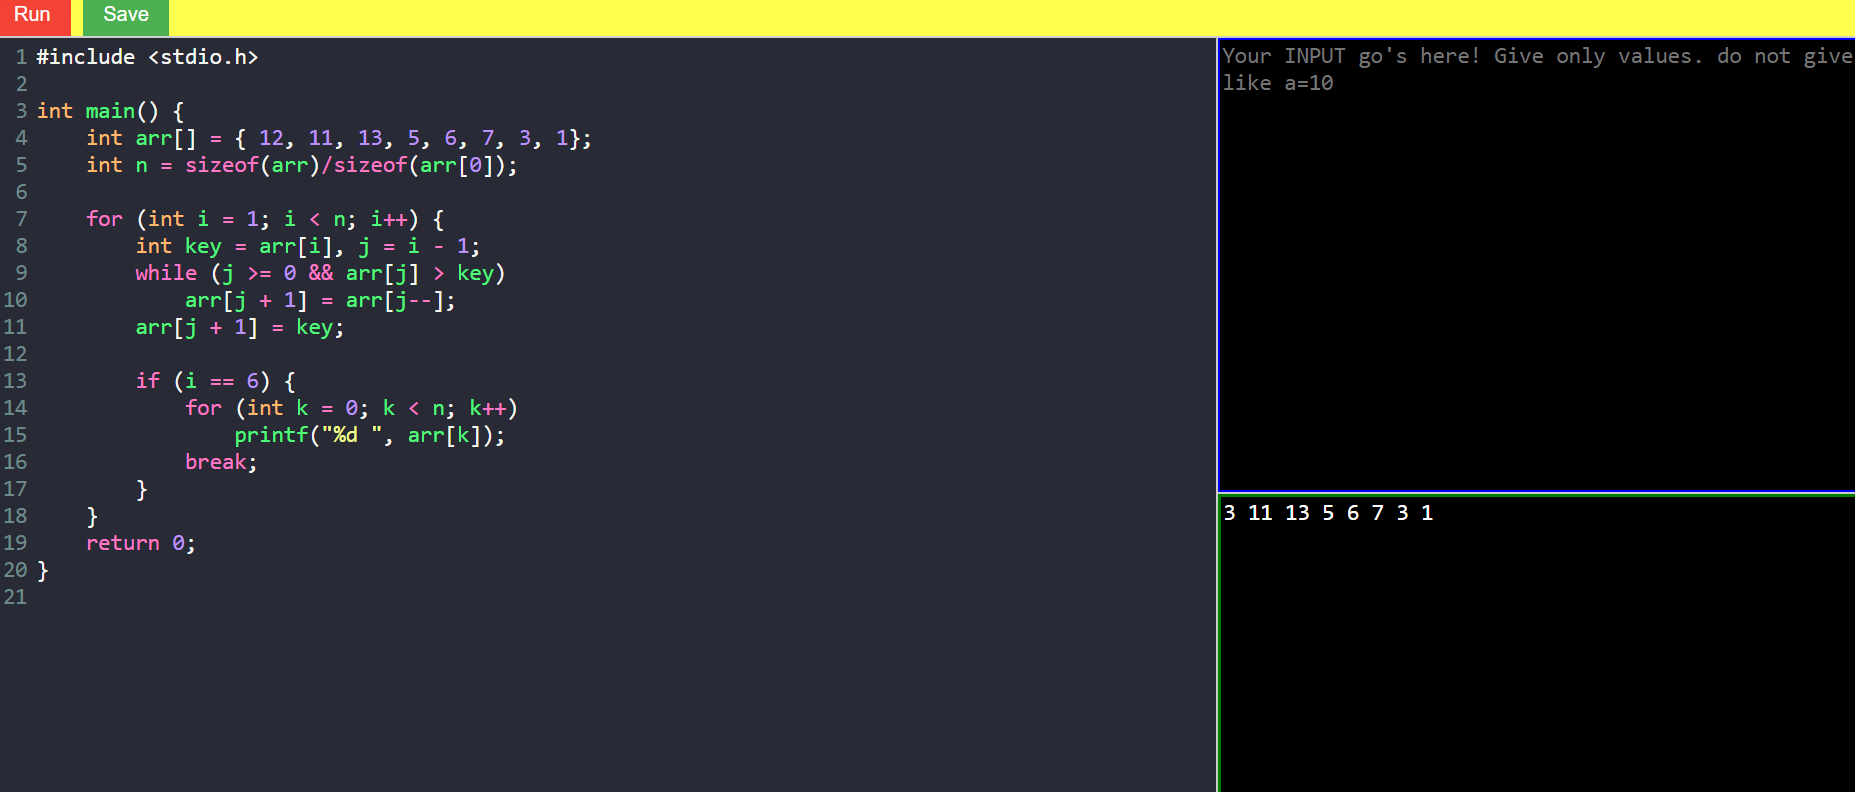 Run Save
1 #include <stdio.h>
2
3 int main() {
4     int arr[] = { 12, 11, 13, 5, 6, 7, 3, 1};
5     int n = sizeof(arr)/sizeof(arr[0]);
6
7     for (int i = 1; i < n; i++) {
8         int key = arr[i], j = i - 1;
9         while (j >= 0 && arr[j] > key)
10             arr[j + 1] = arr[j--];
11         arr[j + 1] = key;
12
13         if (i == 6) {
14             for (int k = 0; k < n; k++)
15                 printf("%d ", arr[k]);
16             break;
17         }
18     }
19     return 0;
20 }
21
Your INPUT go's here! Give only values. do not give
like a=10
3 11 13 5 6 7 3 1